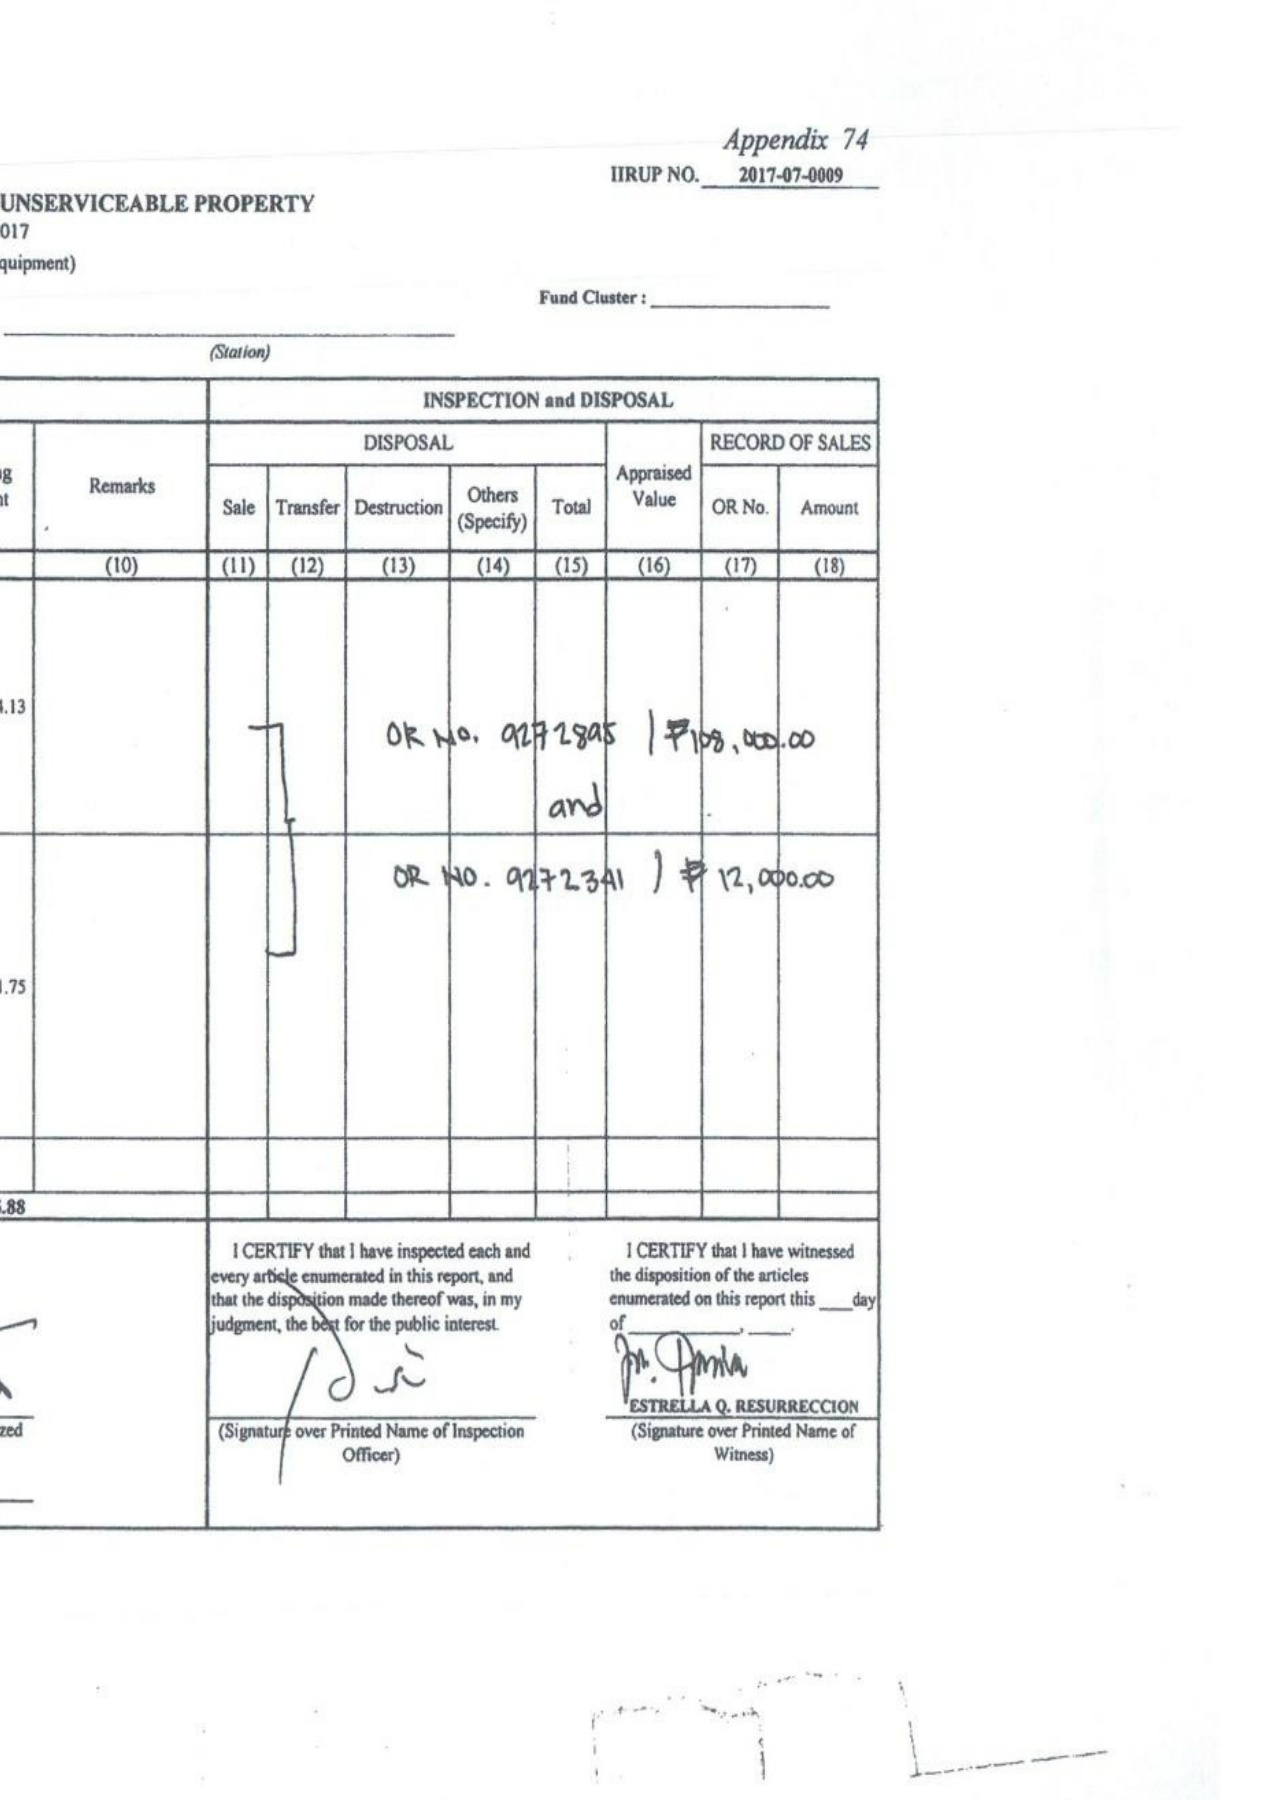 Appendix 74
IIRUP NO. 2017-07-0009
UNSERVICEABLE PROPERTY
017
quipment)
Fund Cluster :
(Station)
INSPECTION and DISPOSAL
DISPOSAL
RECORD OF SALES
g
nt
Remarks
Sale
Transfer
Destruction
Others
(Specify)
Total
Appraised
Value
OR No.
Amount
(10)
(11)
(12)
(13)
(14)
(15)
(16)
(17)
(18)
.13
OR NO. 9272895 / ₱108,000.00
and
OR NO. 9272341 / ₱ 12,000.00
.75
.88
I CERTIFY that I have inspected each and
every article enumerated in this report, and
that the disposition made thereof was, in my
judgment, the best for the public interest.
I CERTIFY that I have witnessed
the disposition of the articles
enumerated on this report this ____day
of __________, ____.
zed
(Signature over Printed Name of Inspection
Officer)
ESTRELLA Q. RESURRECCION
(Signature over Printed Name of
Witness)